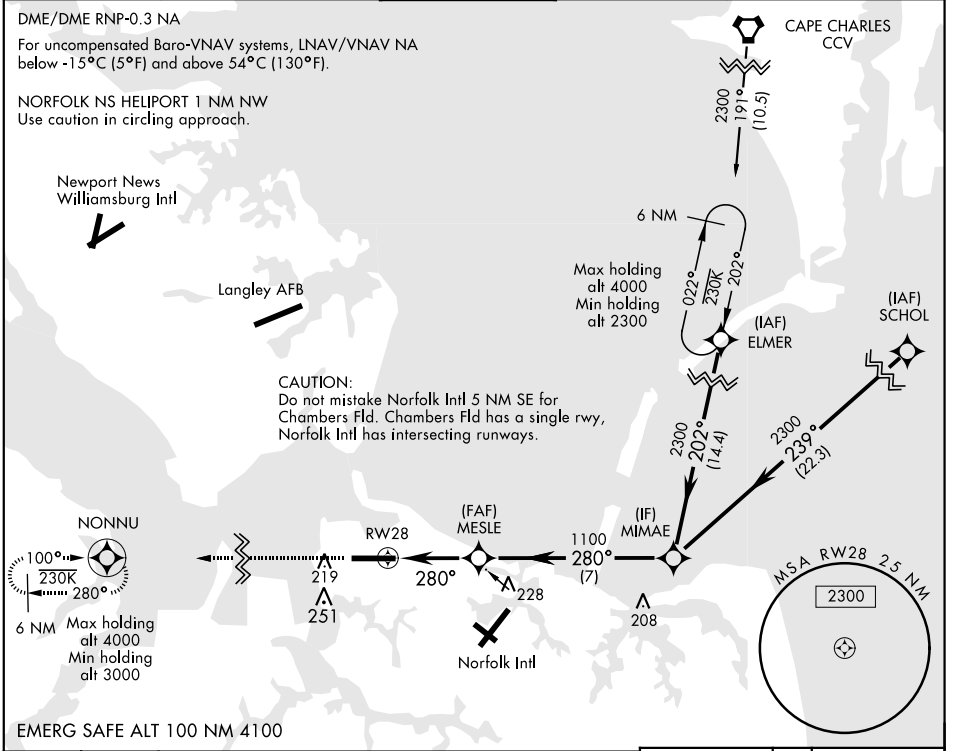 DME/DME RNP-0.3 NA
For uncompensated Baro-VNAV systems, LNAV/VNAV NA
below -15°C (5°F) and above 54°C (130°F).
NORFOLK NS HELIPORT 1 NM NW
Use caution in circling approach.
CAPE CHARLES
CCV
2300
191°
(10.5)
Newport News
Williamsburg Intl
6 NM
Max holding
alt 4000
Min holding
alt 2300
022°
230K
202°
Langley AFB
(IAF)
ELMER
(IAF)
SCHOL
CAUTION:
Do not mistake Norfolk Intl 5 NM SE for
Chambers Fld. Chambers Fld has a single rwy,
Norfolk Intl has intersecting runways.
2300
202°
(14.4)
2300
239°
(22.3)
NONNU
RW28
(FAF)
MESLE
(IF)
MIMAE
1100
280°
(7)
280°
100°
230K
280°
6 NM
Max holding
alt 4000
Min holding
alt 3000
219
251
228
208
Norfolk Intl
MSA RW28 25 NM
2300
EMERG SAFE ALT 100 NM 4100